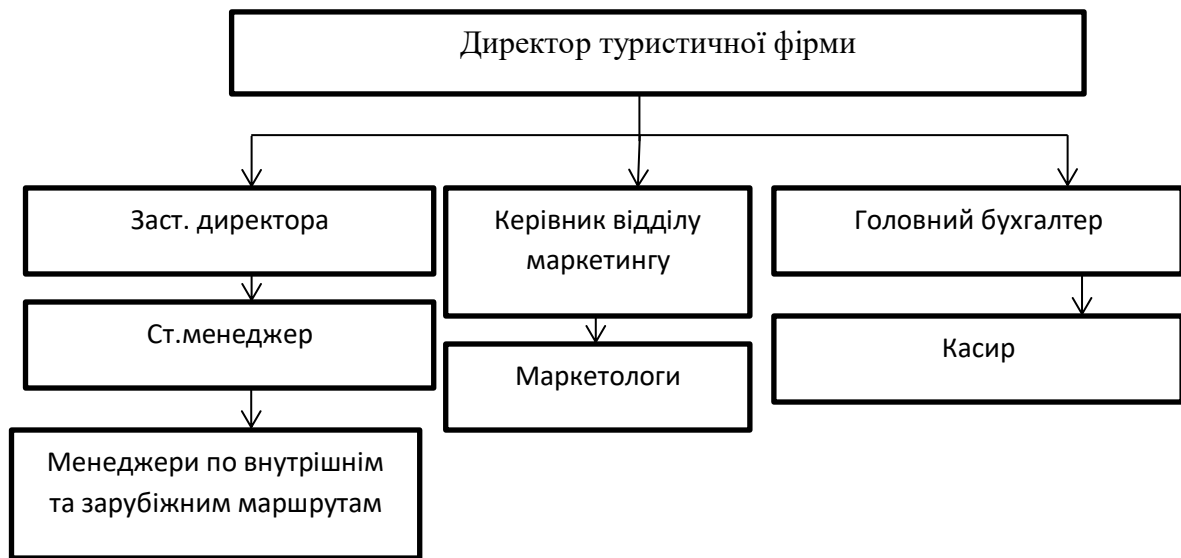 Директор туристичної фірми
Заст. директора
Керівник відділу
маркетингу
Головний бухгалтер
Ст.менеджер
Маркетологи
Касир
Менеджери по внутрішнім
та зарубіжним маршрутам